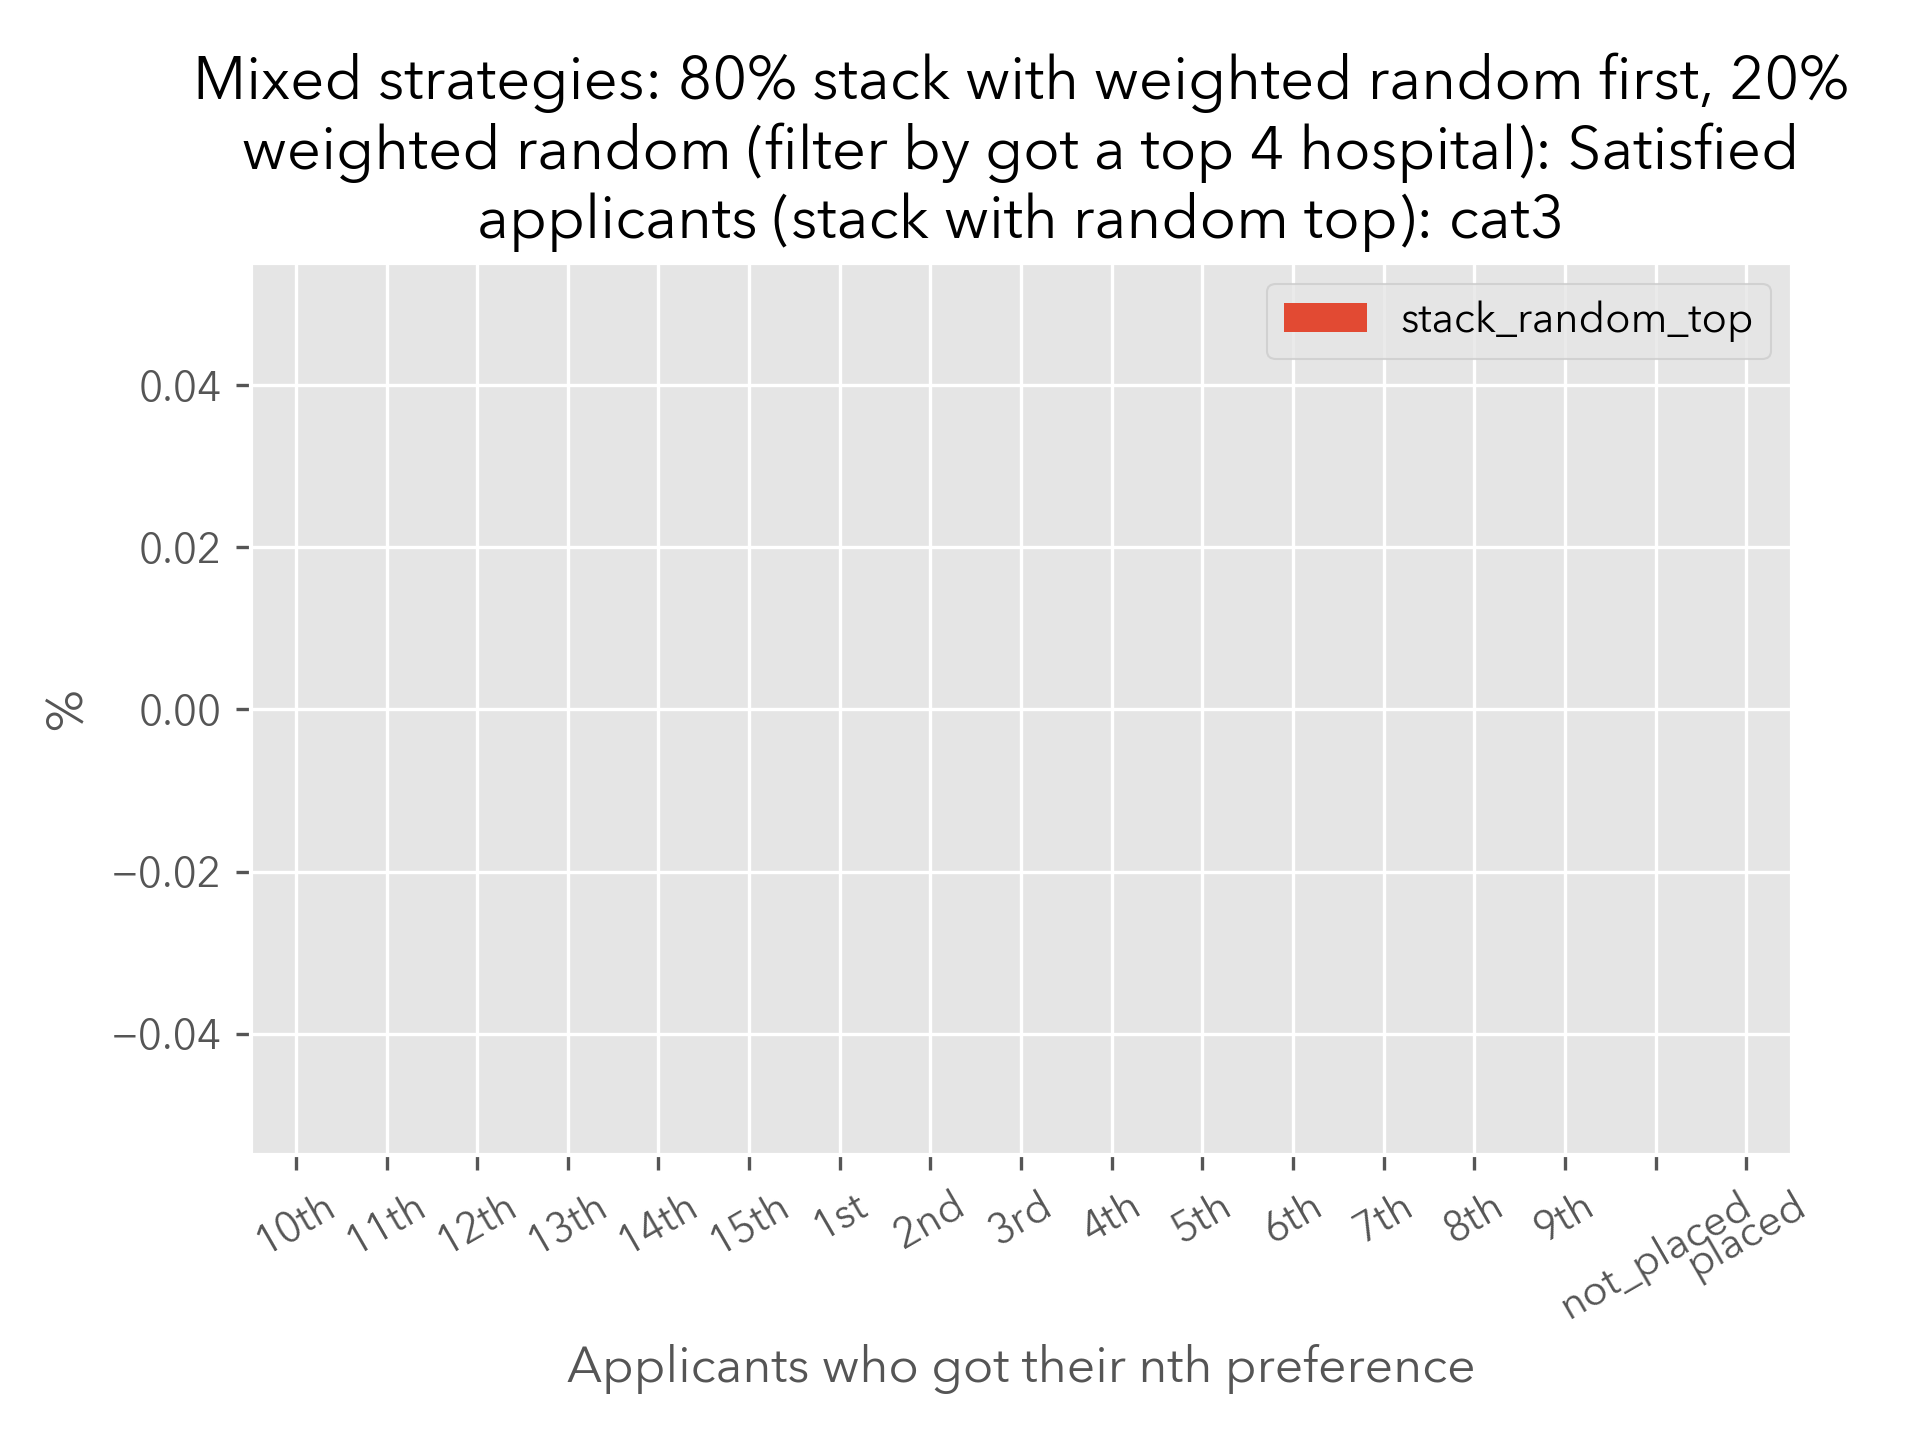 Mixed strategies: 80% stack with weighted random first, 20%
weighted random (filter by got a top 4 hospital): Satisfied
applicants (stack with random top): cat3
stack_random_top
0.04
0.02
0.00
−0.02
−0.04
%
10th 11th 12th 13th 14th 15th 1st 2nd 3rd 4th 5th 6th 7th 8th 9th not_placed placed
Applicants who got their nth preference